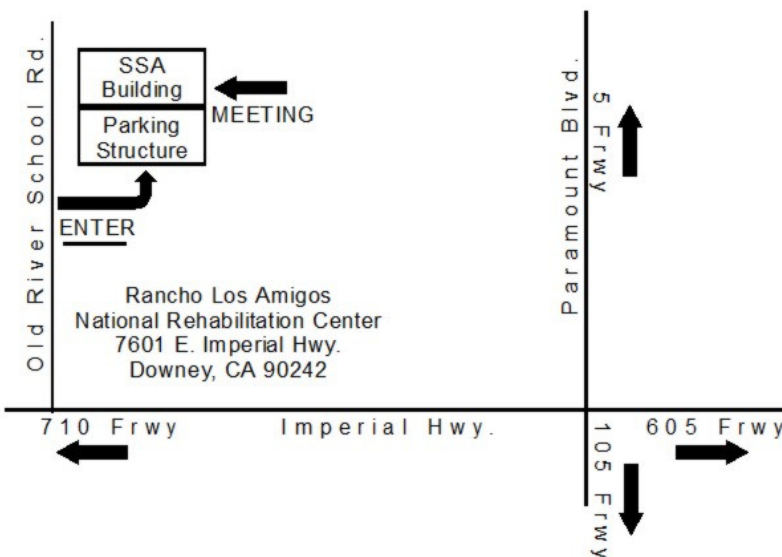 Old River School Rd.
SSA
Building
MEETING
Parking
Structure
ENTER
Rancho Los Amigos
National Rehabilitation Center
7601 E. Imperial Hwy.
Downey, CA 90242
Paramount Blvd.
5 Frwy
710 Frwy
Imperial Hwy.
105 Frwy
605 Frwy